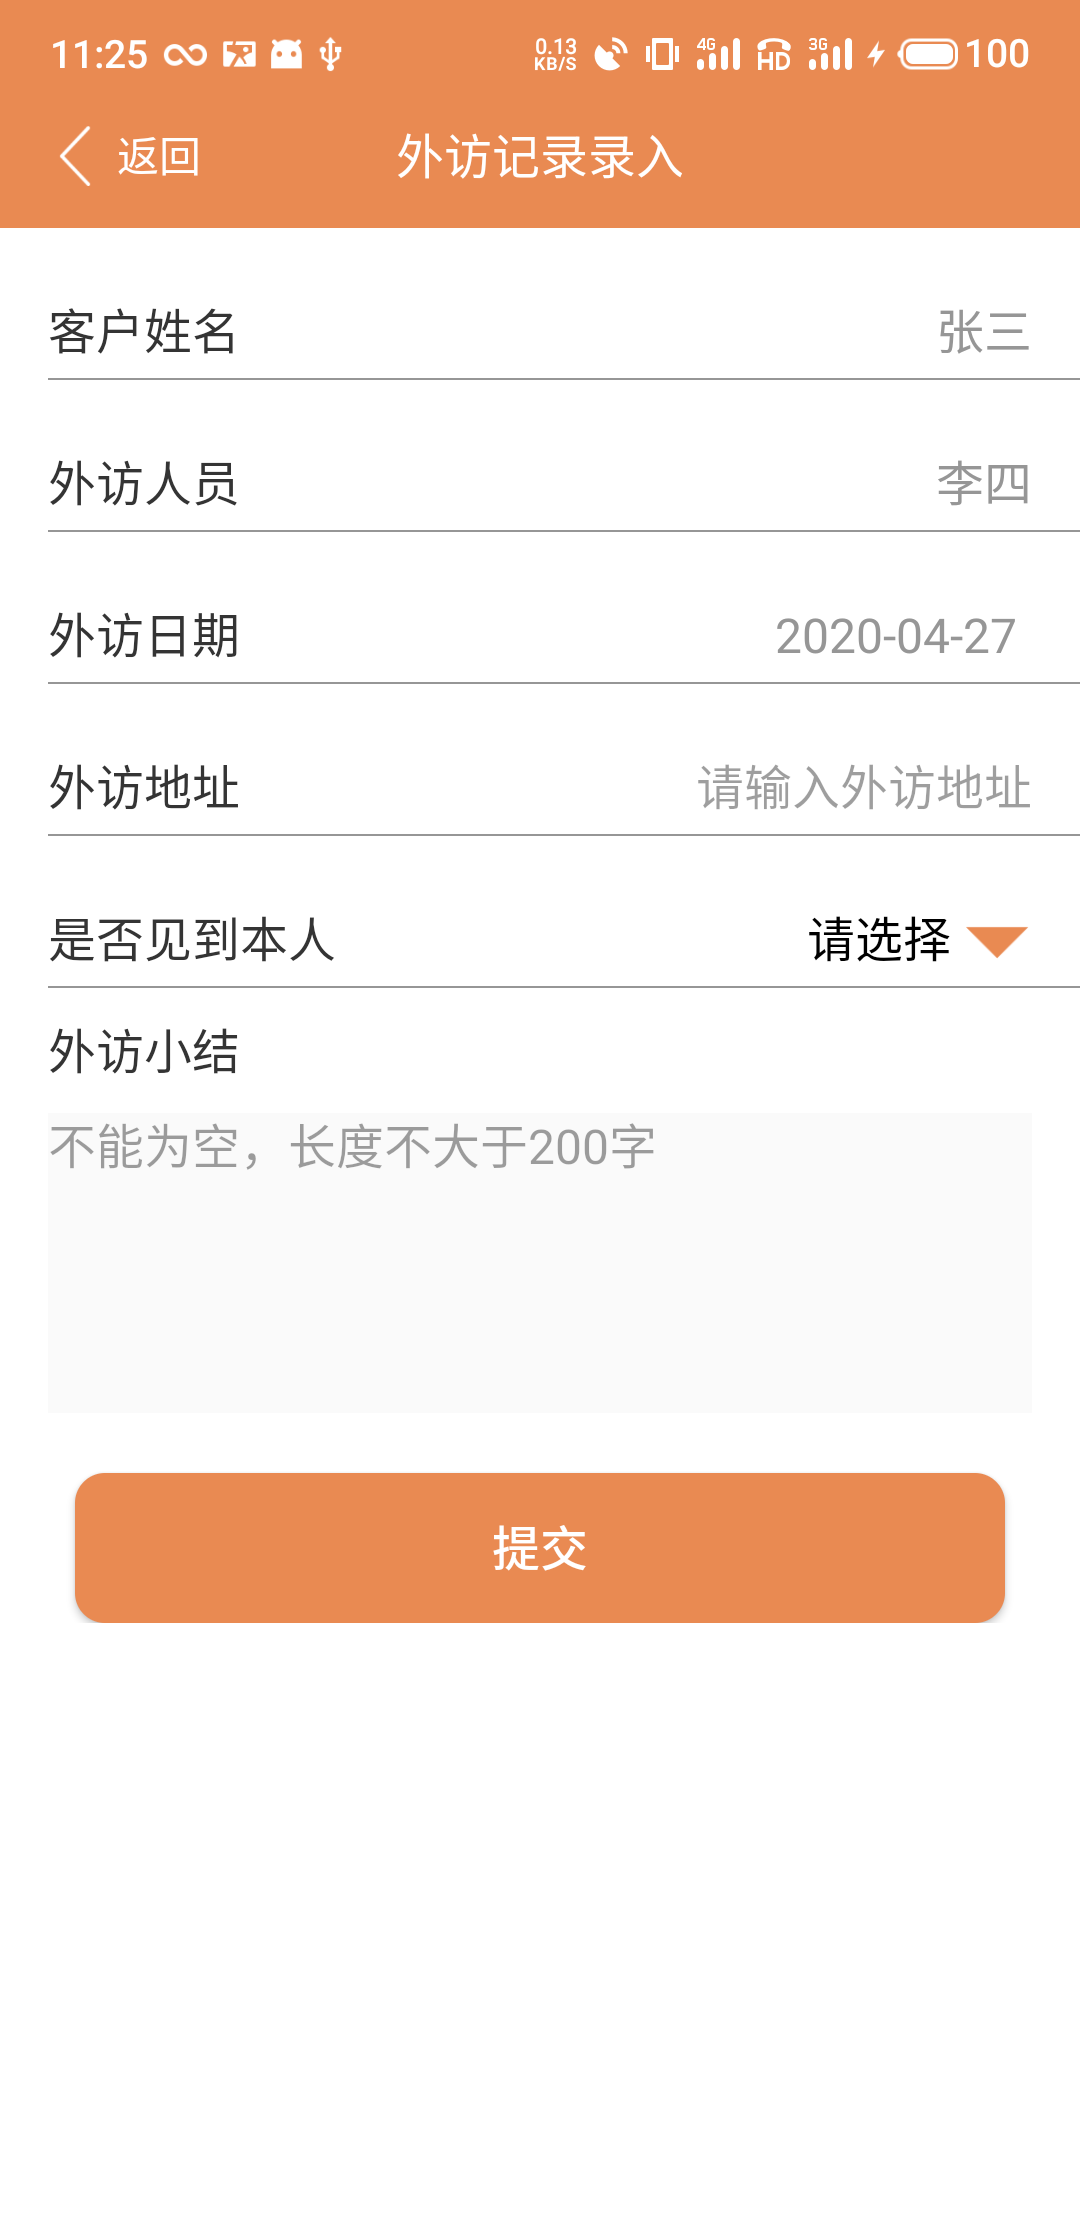 11:25 0.13 KB/S 4G HD 3G 100
返回 外访记录录入
客户姓名 张三
外访人员 李四
外访日期 2020-04-27
外访地址 请输入外访地址
是否见到本人 请选择
外访小结
不能为空，长度不大于200字
提交